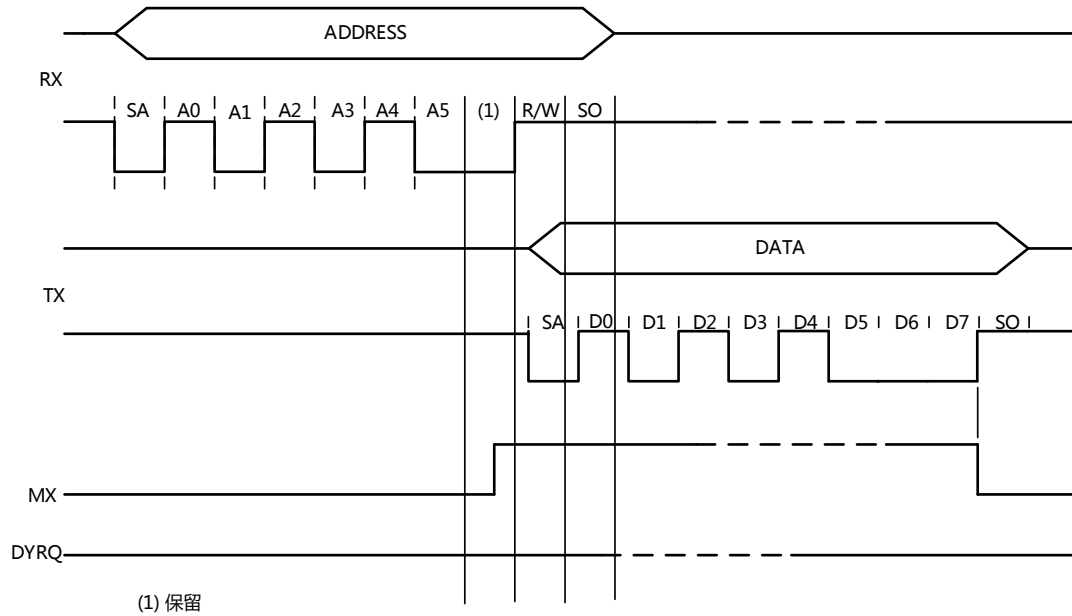 ADDRESS
RX
SA A0 A1 A2 A3 A4 A5 (1) R/W SO
DATA
TX
SA D0 D1 D2 D3 D4 D5 D6 D7 SO
MX
DYRQ
(1) 保留